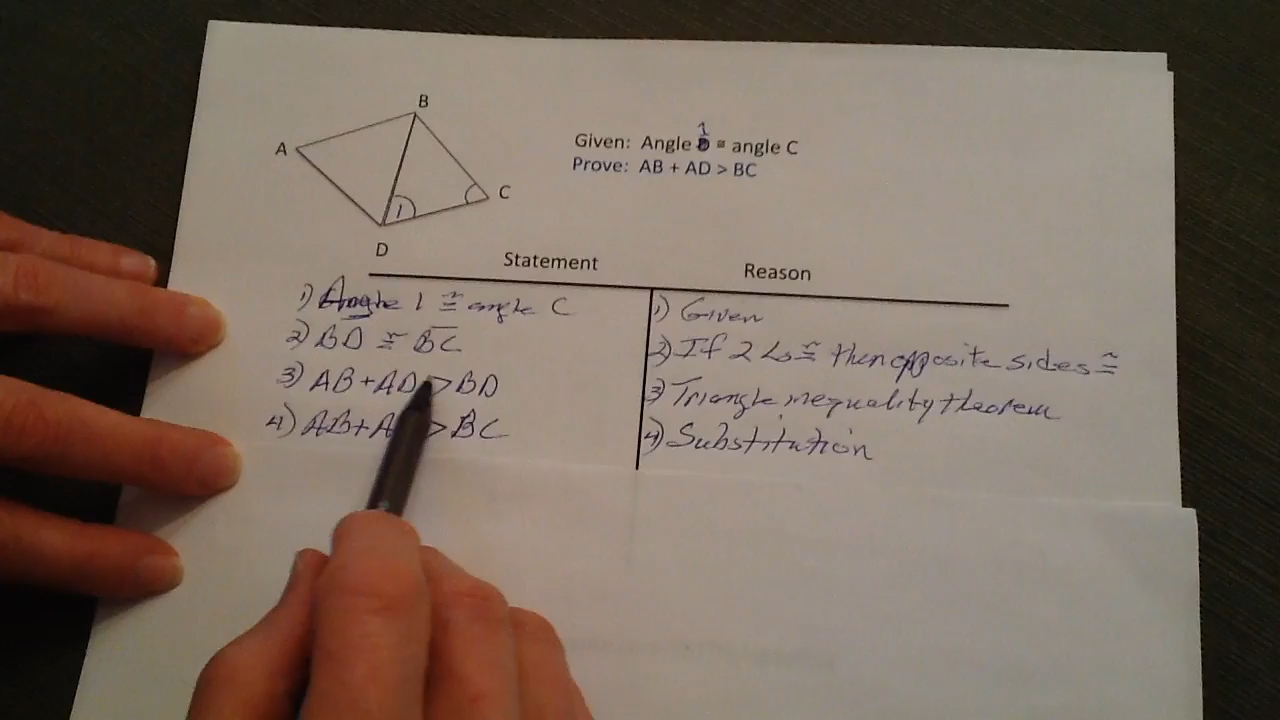 B
A
C
1
D
1
Given: Angle ≅ angle C
Prove: AB + AD > BC
Statement
Reason
1) Angle 1 ≅ angle C
1) Given
2) BD ≅ BC
2) If 2 ∠s ≅ then opposite sides ≅
3) AB+AD > BD
3) Triangle inequality theorem
4) AB+A > BC
4) Substitution